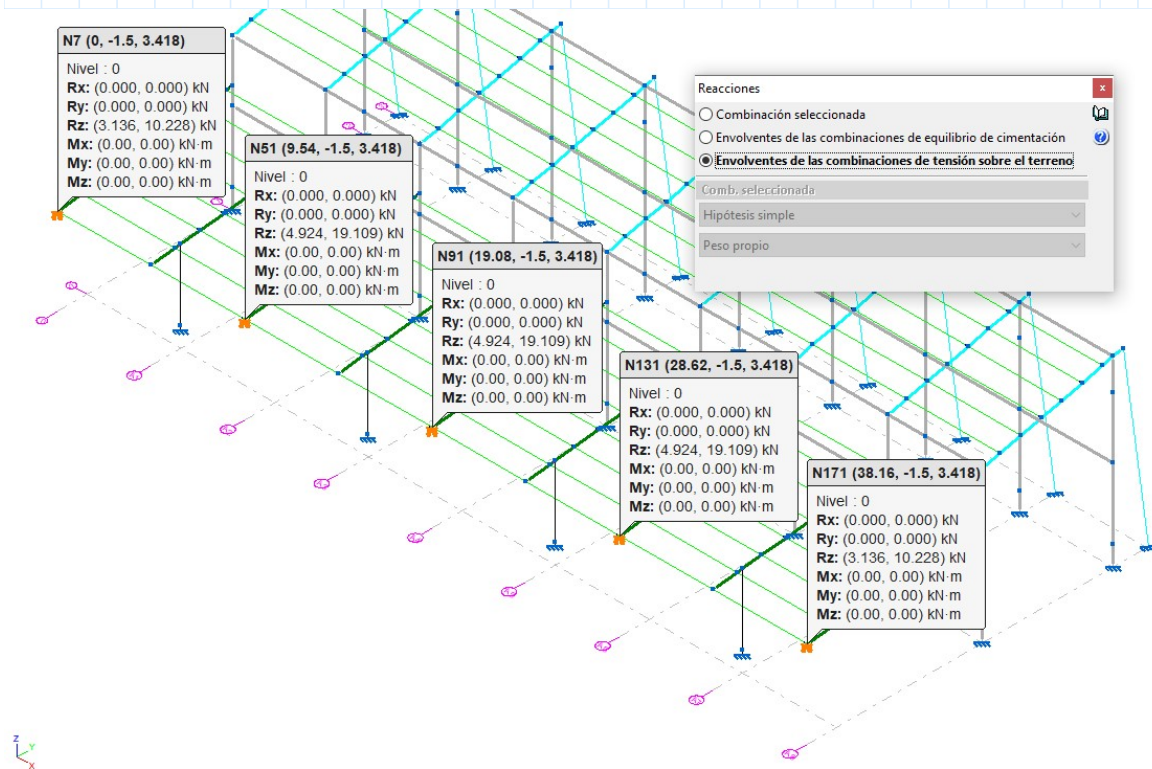 N7 (0, -1.5, 3.418)
Nivel : 0
Rx: (0.000, 0.000) kN
Ry: (0.000, 0.000) kN
Rz: (3.136, 10.228) kN
Mx: (0.00, 0.00) kN·m
My: (0.00, 0.00) kN·m
Mz: (0.00, 0.00) kN·m
N51 (9.54, -1.5, 3.418)
Nivel : 0
Rx: (0.000, 0.000) kN
Ry: (0.000, 0.000) kN
Rz: (4.924, 19.109) kN
Mx: (0.00, 0.00) kN·m
My: (0.00, 0.00) kN·m
Mz: (0.00, 0.00) kN·m
N91 (19.08, -1.5, 3.418)
Nivel : 0
Rx: (0.000, 0.000) kN
Ry: (0.000, 0.000) kN
Rz: (4.924, 19.109) kN
Mx: (0.00, 0.00) kN·m
My: (0.00, 0.00) kN·m
Mz: (0.00, 0.00) kN·m
N131 (28.62, -1.5, 3.418)
Nivel : 0
Rx: (0.000, 0.000) kN
Ry: (0.000, 0.000) kN
Rz: (4.924, 19.109) kN
Mx: (0.00, 0.00) kN·m
My: (0.00, 0.00) kN·m
Mz: (0.00, 0.00) kN·m
N171 (38.16, -1.5, 3.418)
Nivel : 0
Rx: (0.000, 0.000) kN
Ry: (0.000, 0.000) kN
Rz: (3.136, 10.228) kN
Mx: (0.00, 0.00) kN·m
My: (0.00, 0.00) kN·m
Mz: (0.00, 0.00) kN·m
Reacciones
x
Combinación seleccionada
Envolventes de las combinaciones de equilibrio de cimentación
?
Envolventes de las combinaciones de tensión sobre el terreno
Comb. seleccionada
Hipótesis simple
Peso propio
Z
Y
X